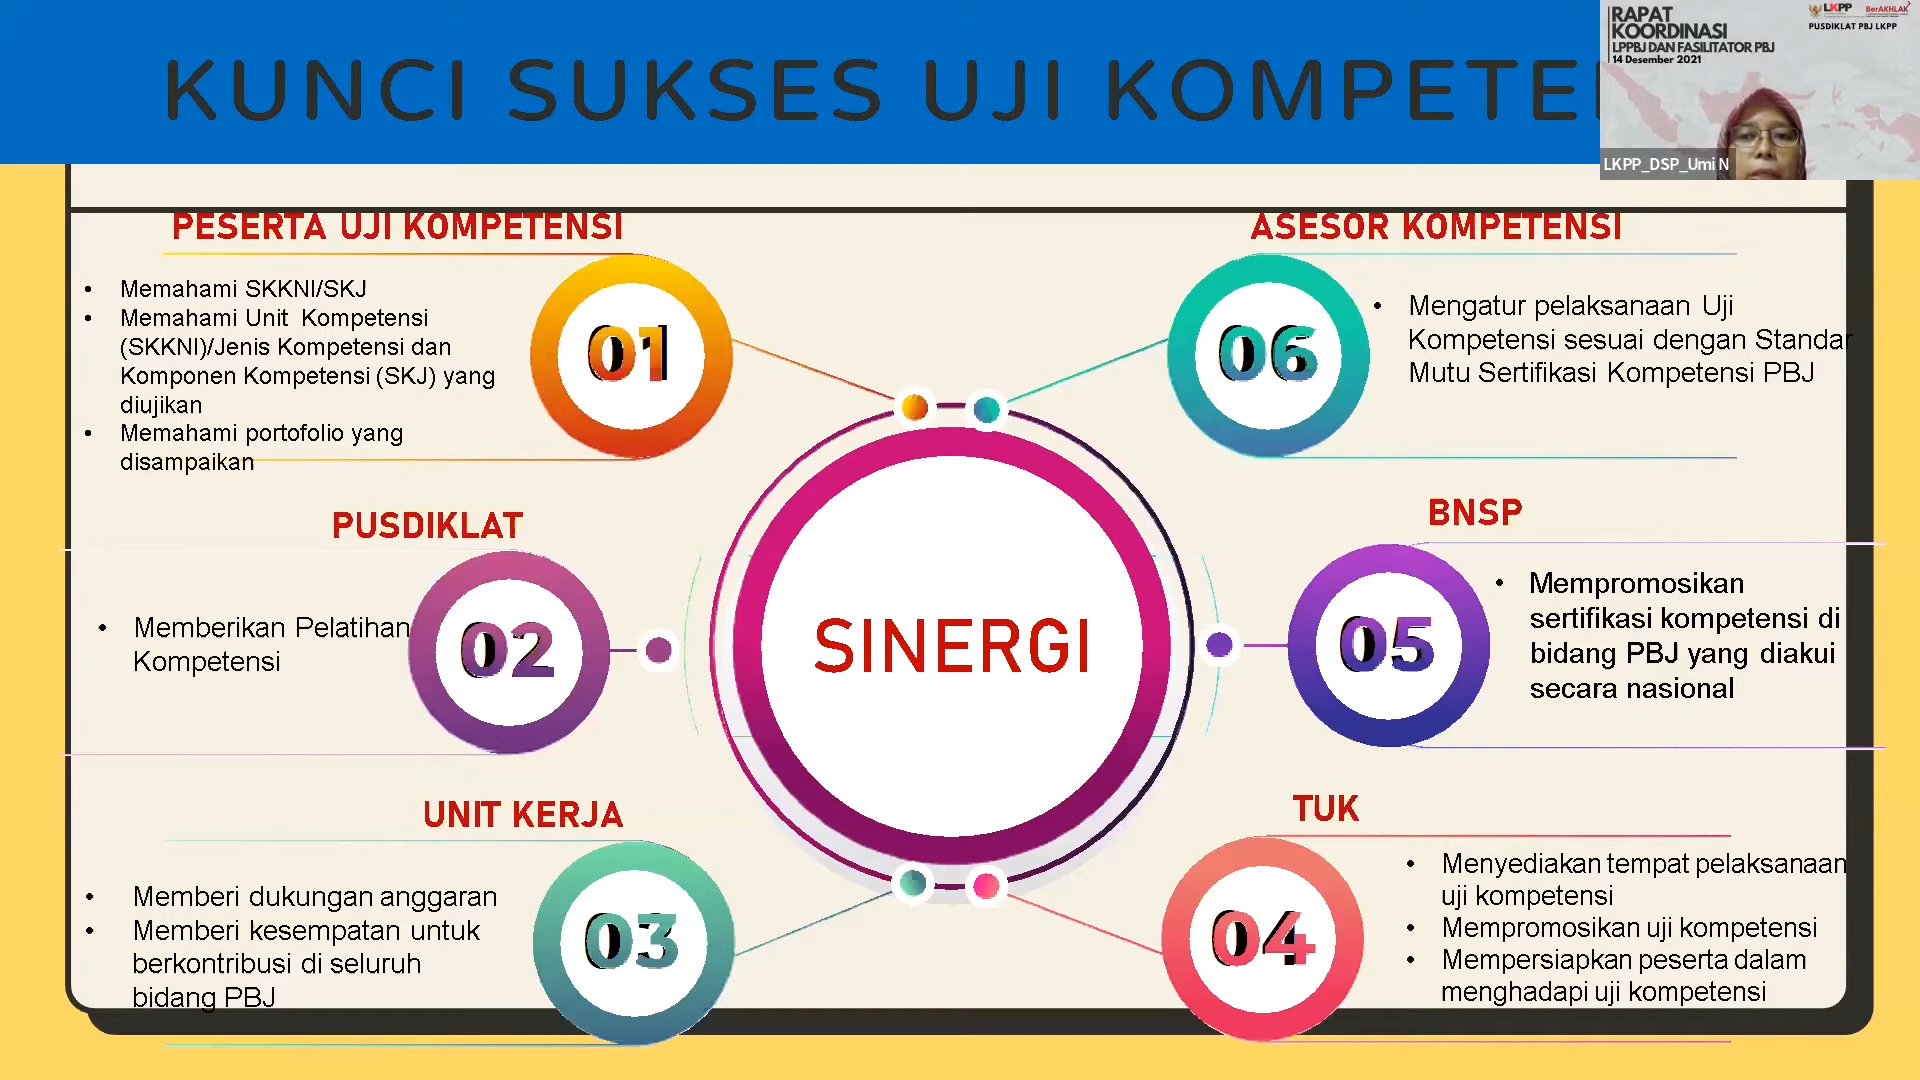 KUNCI SUKSES UJI KOMPETE
RAPAT
KOORDINASI
LPPBJ DAN FASILITATOR PBJ
14 Desember 2021
LKPP
BerAKHLAK
PUSDIKLAT PBJ LKPP
LKPP_DSP_Umi N
PESERTA UJI KOMPETENSI
• Memahami SKKNI/SKJ
• Memahami Unit Kompetensi
(SKKNI)/Jenis Kompetensi dan
Komponen Kompetensi (SKJ) yang
diujikan
• Memahami portofolio yang
disampaikan
01
PUSDIKLAT
• Memberikan Pelatihan
Kompetensi
02
UNIT KERJA
• Memberi dukungan anggaran
• Memberi kesempatan untuk
berkontribusi di seluruh
bidang PBJ
03
SINERGI
ASESOR KOMPETENSI
06
• Mengatur pelaksanaan Uji
Kompetensi sesuai dengan Standar
Mutu Sertifikasi Kompetensi PBJ
BNSP
05
• Mempromosikan
sertifikasi kompetensi di
bidang PBJ yang diakui
secara nasional
TUK
04
• Menyediakan tempat pelaksanaan
uji kompetensi
• Mempromosikan uji kompetensi
• Mempersiapkan peserta dalam
menghadapi uji kompetensi